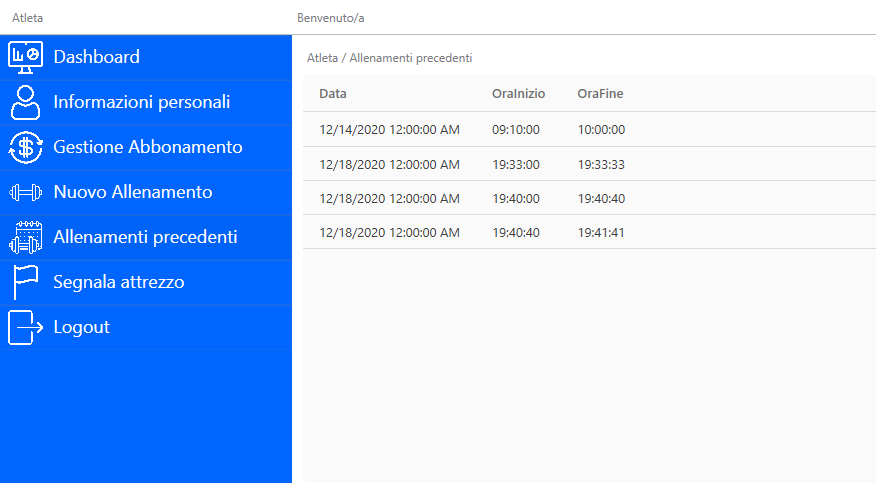 Atleta
Benvenuto/a
Dashboard
Informazioni personali
Gestione Abbonamento
Nuovo Allenamento
Allenamenti precedenti
Segnala attrezzo
Logout
Atleta / Allenamenti precedenti
Data OraInizio OraFine
12/14/2020 12:00:00 AM 09:10:00 10:00:00
12/18/2020 12:00:00 AM 19:33:00 19:33:33
12/18/2020 12:00:00 AM 19:40:00 19:40:40
12/18/2020 12:00:00 AM 19:40:40 19:41:41